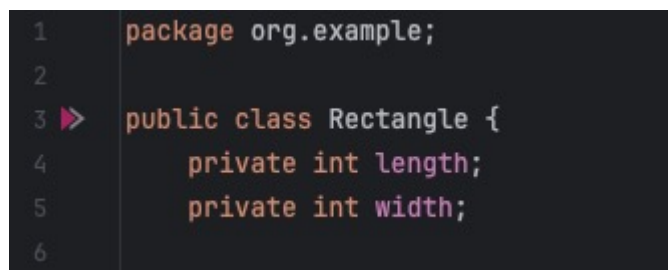 1 package org.example;
2
3 public class Rectangle {
4 private int length;
5 private int width;
6